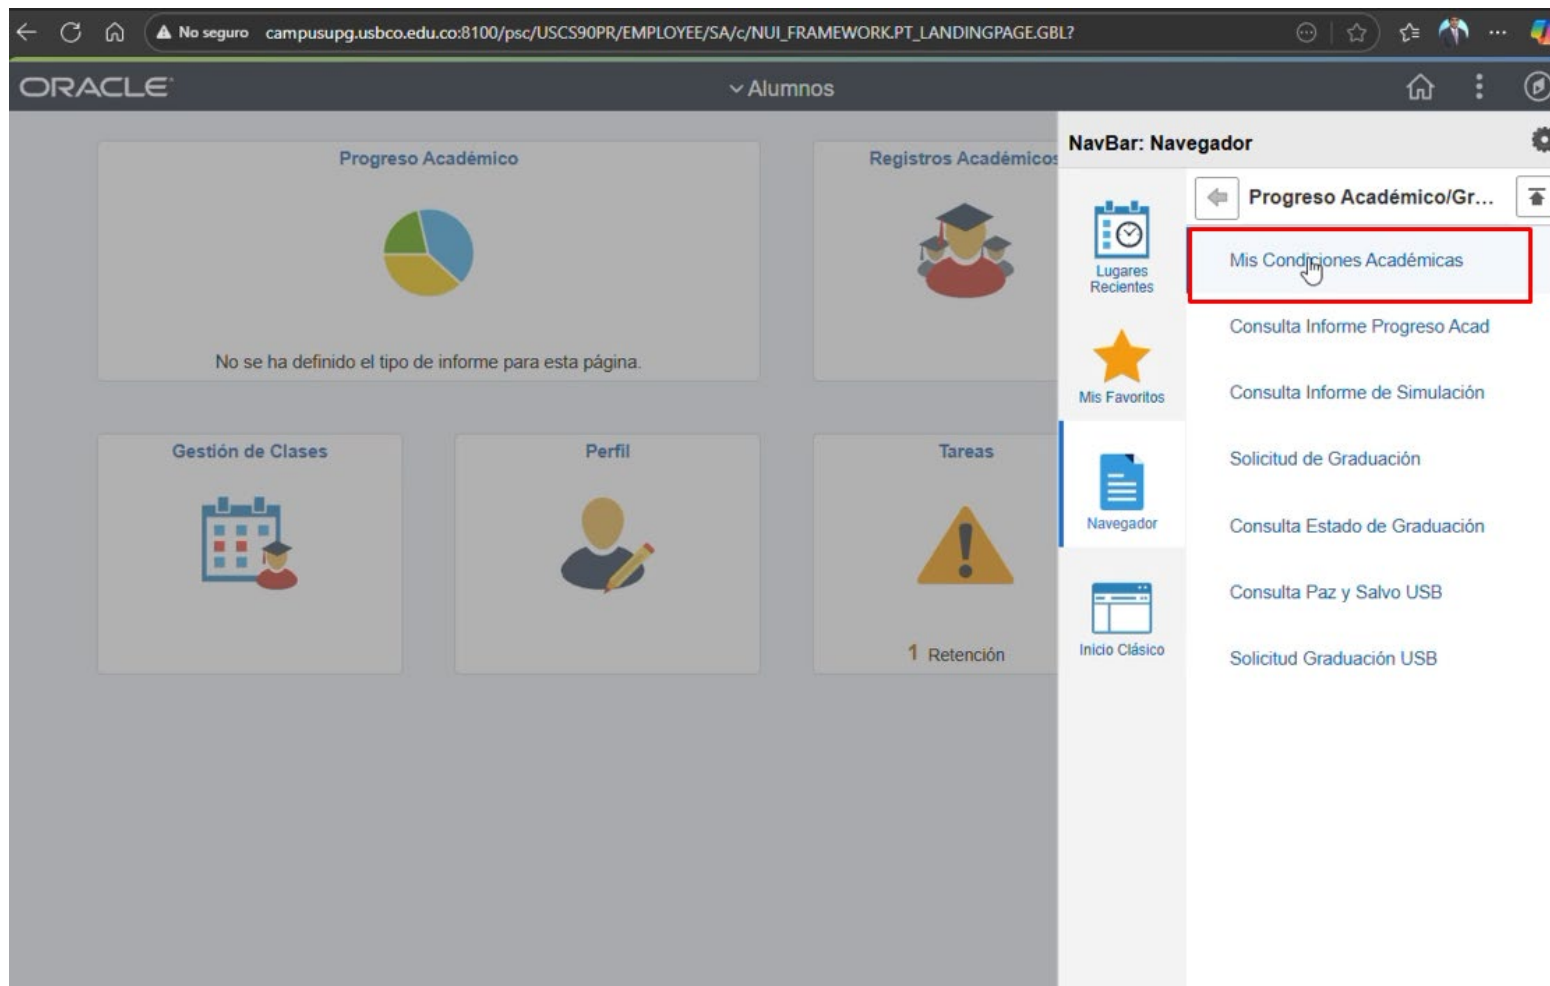 No seguro campusupg.usbco.edu.co:8100/psc/USCS90PR/EMPLOYEE/SA/c/NUI_FRAMEWORK.PT_LANDINGPAGE.GBL?
ORACLE
Alumnos
Progreso Académico
No se ha definido el tipo de informe para esta página.
Registros Académicos
Gestión de Clases
Perfil
Tareas
1 Retención
NavBar: Navegador
Lugares
Recientes
Mis Favoritos
Navegador
Inicio Clásico
Progreso Académico/Gr...
Mis Condiciones Académicas
Consulta Informe Progreso Acad
Consulta Informe de Simulación
Solicitud de Graduación
Consulta Estado de Graduación
Consulta Paz y Salvo USB
Solicitud Graduación USB